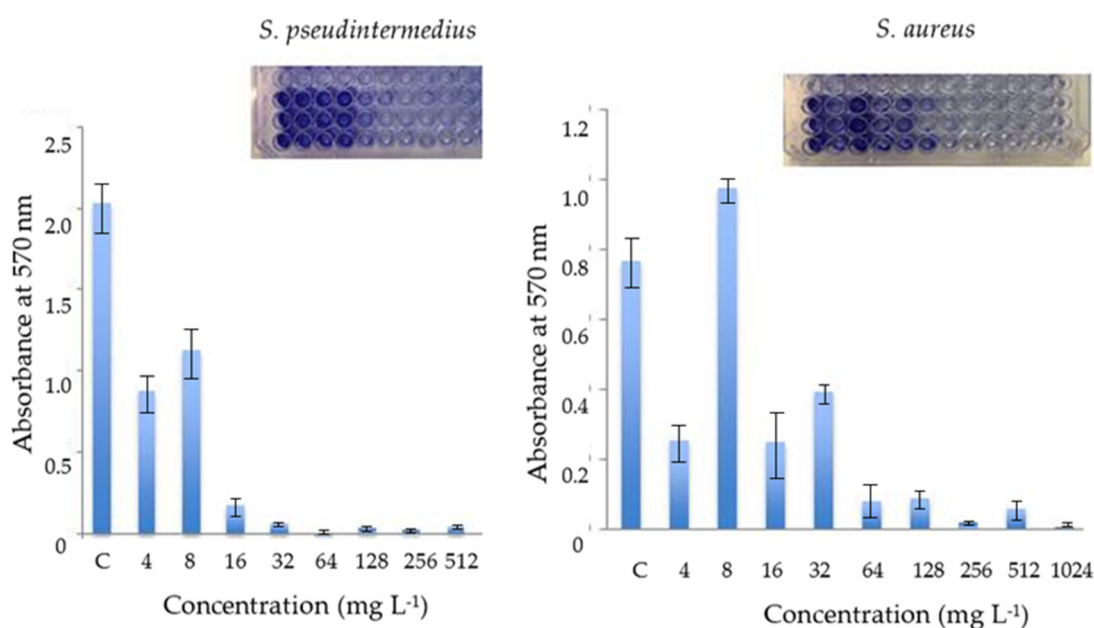 S. pseudintermedius
2.5
2.0
1.5
1.0
0.5
0
Absorbance at 570 nm
C 4 8 16 32 64 128 256 512
Concentration (mg L-1)
S. aureus
1.2
1.0
0.8
0.6
0.4
0.2
0
Absorbance at 570 nm
C 4 8 16 32 64 128 256 512 1024
Concentration (mg L-1)